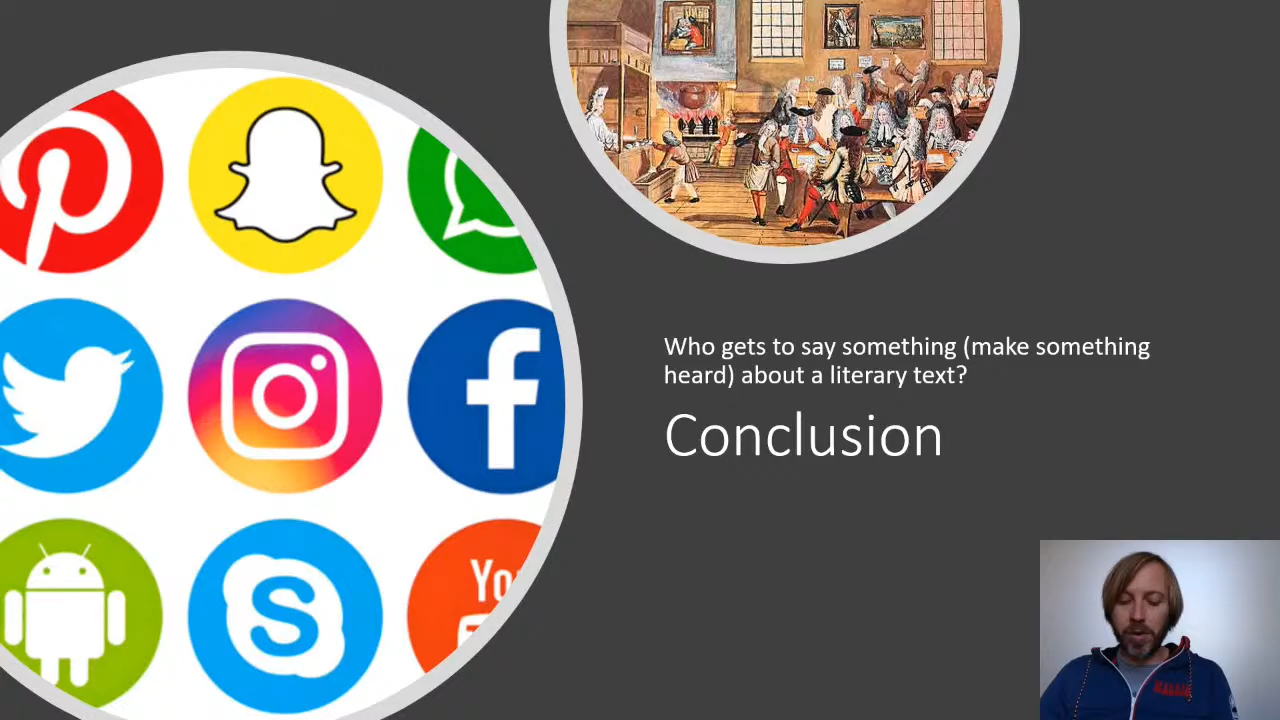 Who gets to say something (make something
heard) about a literary text?
Conclusion